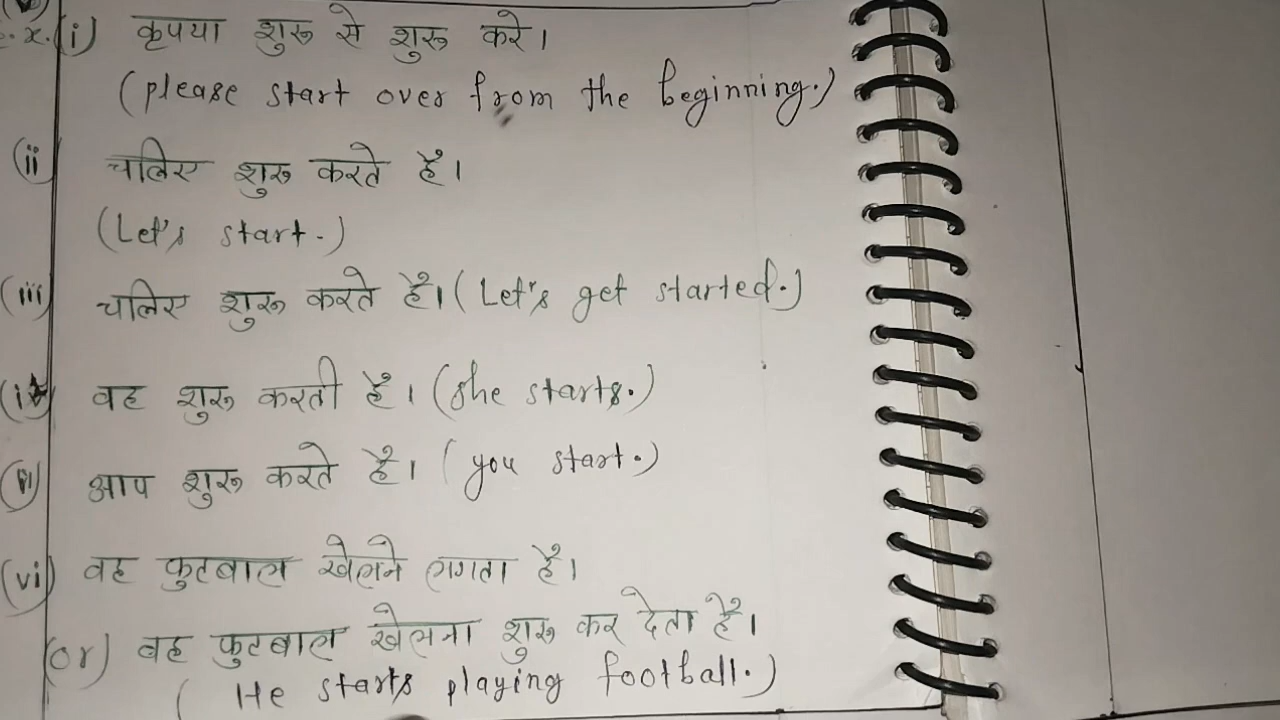 e.x. (i) कृपया शुरू से शुरू करे।
(please start over from the beginning.)
(ii चलिए शुरू करते है।
(Let's start.)
(iii) चलिए शुरू करते है। (Let's get started.)
वह शुरू करती है। (she starts.)
आप शुरू करते है। (you start.)
(vi) वह फुटबाल खेलने लगता है।
(or) वह फुटबाल खेलना शुरू कर देता है।
(He starts playing football.)